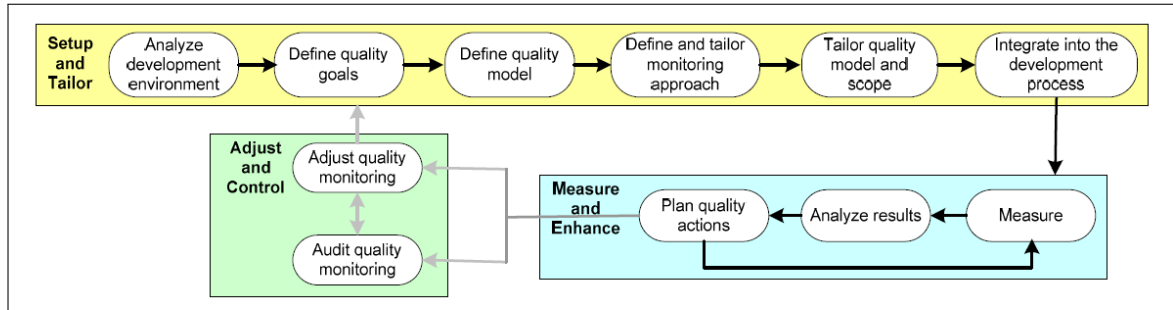 Setup
and
Tailor
Analyze
development
environment
Define quality
goals
Define quality
model
Define and tailor
monitoring
approach
Tailor quality
model and
scope
Integrate into the
development
process
Adjust
and
Control
Adjust quality
monitoring
Audit quality
monitoring
Measure
and
Enhance
Plan quality
actions
Analyze results
Measure